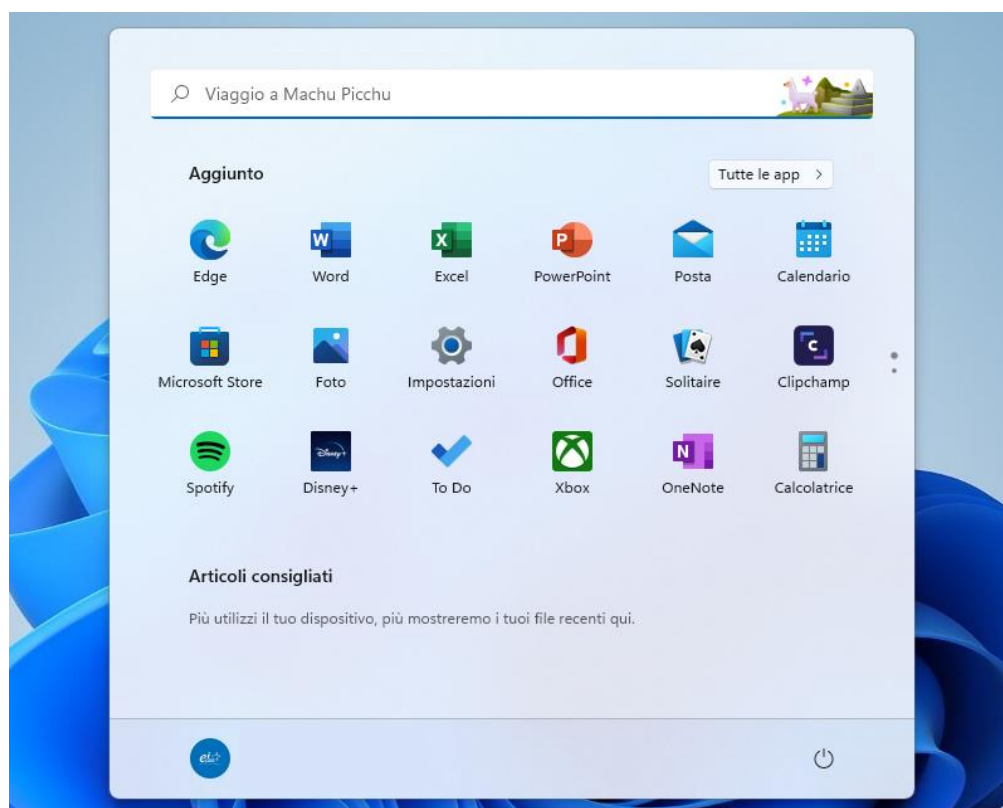 Viaggio a Machu Picchu
Aggiunto
Tutte le app
Edge
Word
Excel
PowerPoint
Posta
Calendario
Microsoft Store
Foto
Impostazioni
Office
Solitaire
Clipchamp
Spotify
Disney+
To Do
Xbox
OneNote
Calcolatrice
Articoli consigliati
Più utilizzi il tuo dispositivo, più mostreremo i tuoi file recenti qui.